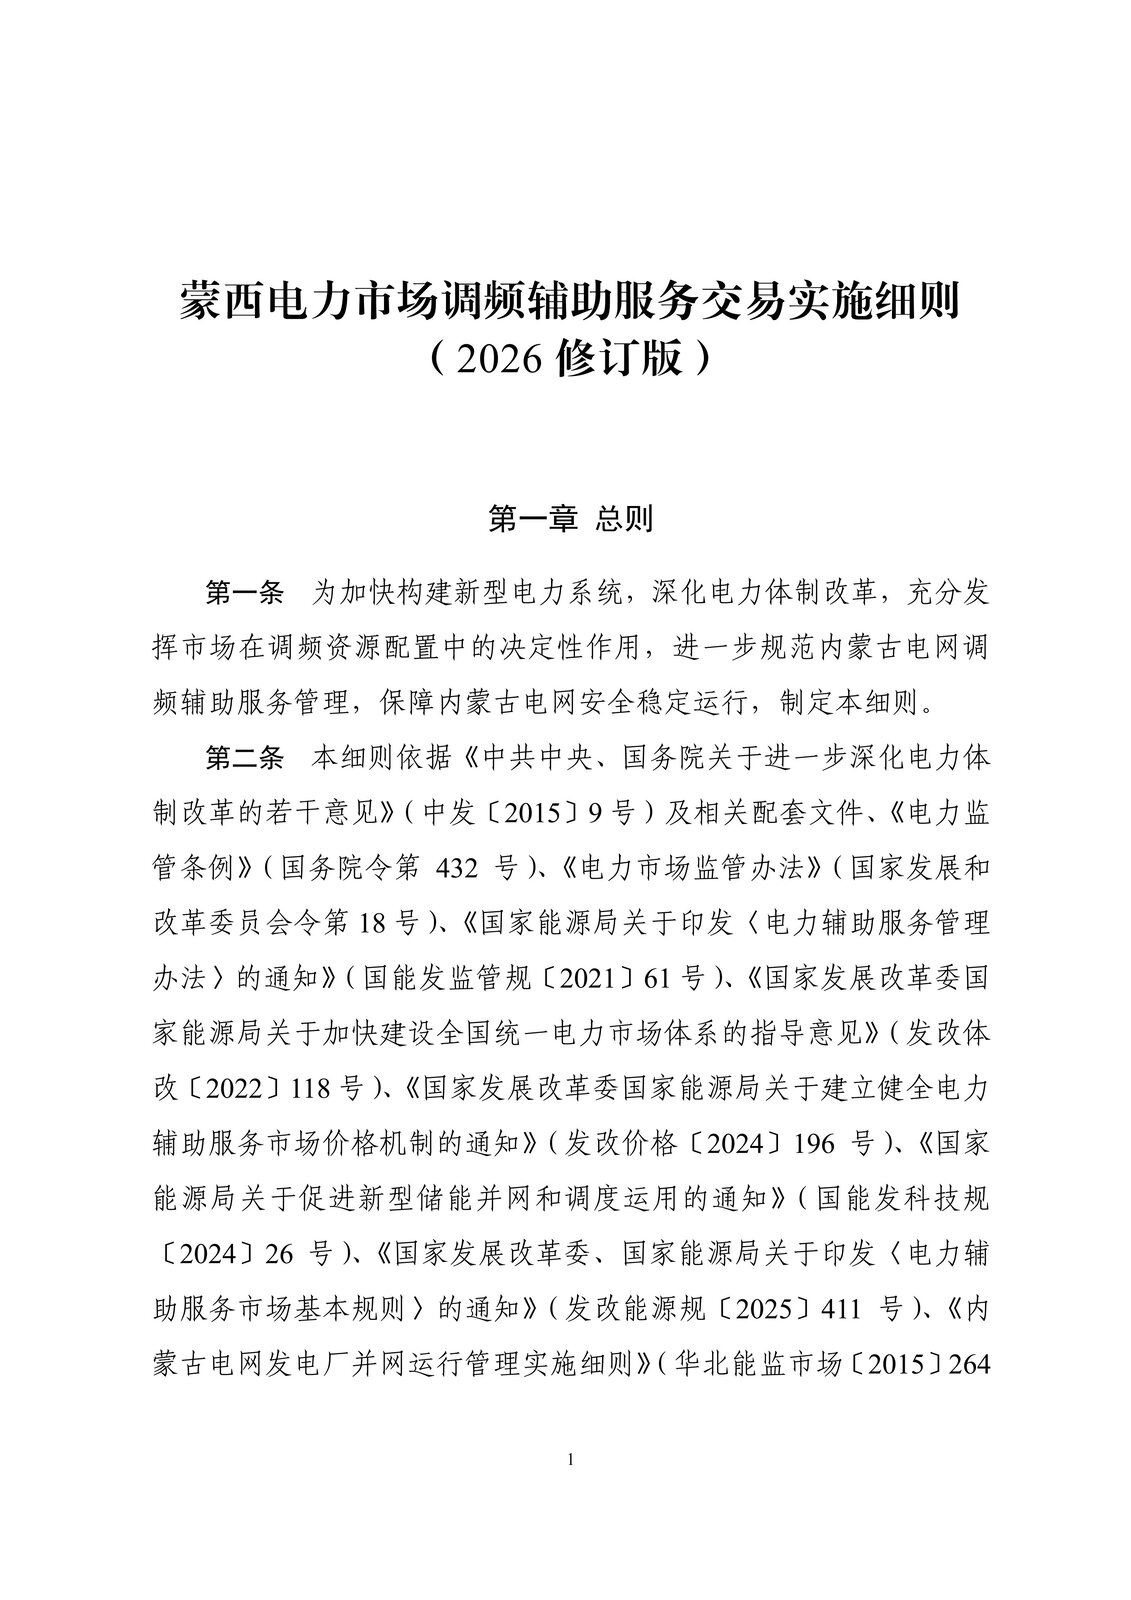 蒙西电力市场调频辅助服务交易实施细则
（2026 修订版）
第一章 总则
第一条 为加快构建新型电力系统，深化电力体制改革，充分发
挥市场在调频资源配置中的决定性作用，进一步规范内蒙古电网调
频辅助服务管理，保障内蒙古电网安全稳定运行，制定本细则。
第二条 本细则依据《中共中央、国务院关于进一步深化电力体
制改革的若干意见》（中发〔2015〕9 号）及相关配套文件、《电力监
管条例》（国务院令第 432 号）、《电力市场监管办法》（国家发展和
改革委员会令第 18 号）、《国家能源局关于印发〈电力辅助服务管理
办法〉的通知》（国能发监管规〔2021〕61 号）、《国家发展改革委国
家能源局关于加快建设全国统一电力市场体系的指导意见》（发改体
改〔2022〕118 号）、《国家发展改革委国家能源局关于建立健全电力
辅助服务市场价格机制的通知》（发改价格〔2024〕196 号）、《国家
能源局关于促进新型储能并网和调度运用的通知》（国能发科技规
〔2024〕26 号）、《国家发展改革委、国家能源局关于印发〈电力辅
助服务市场基本规则〉的通知》（发改能源规〔2025〕411 号）、《内
蒙古电网发电厂并网运行管理实施细则》（华北能监市场〔2015〕264
1